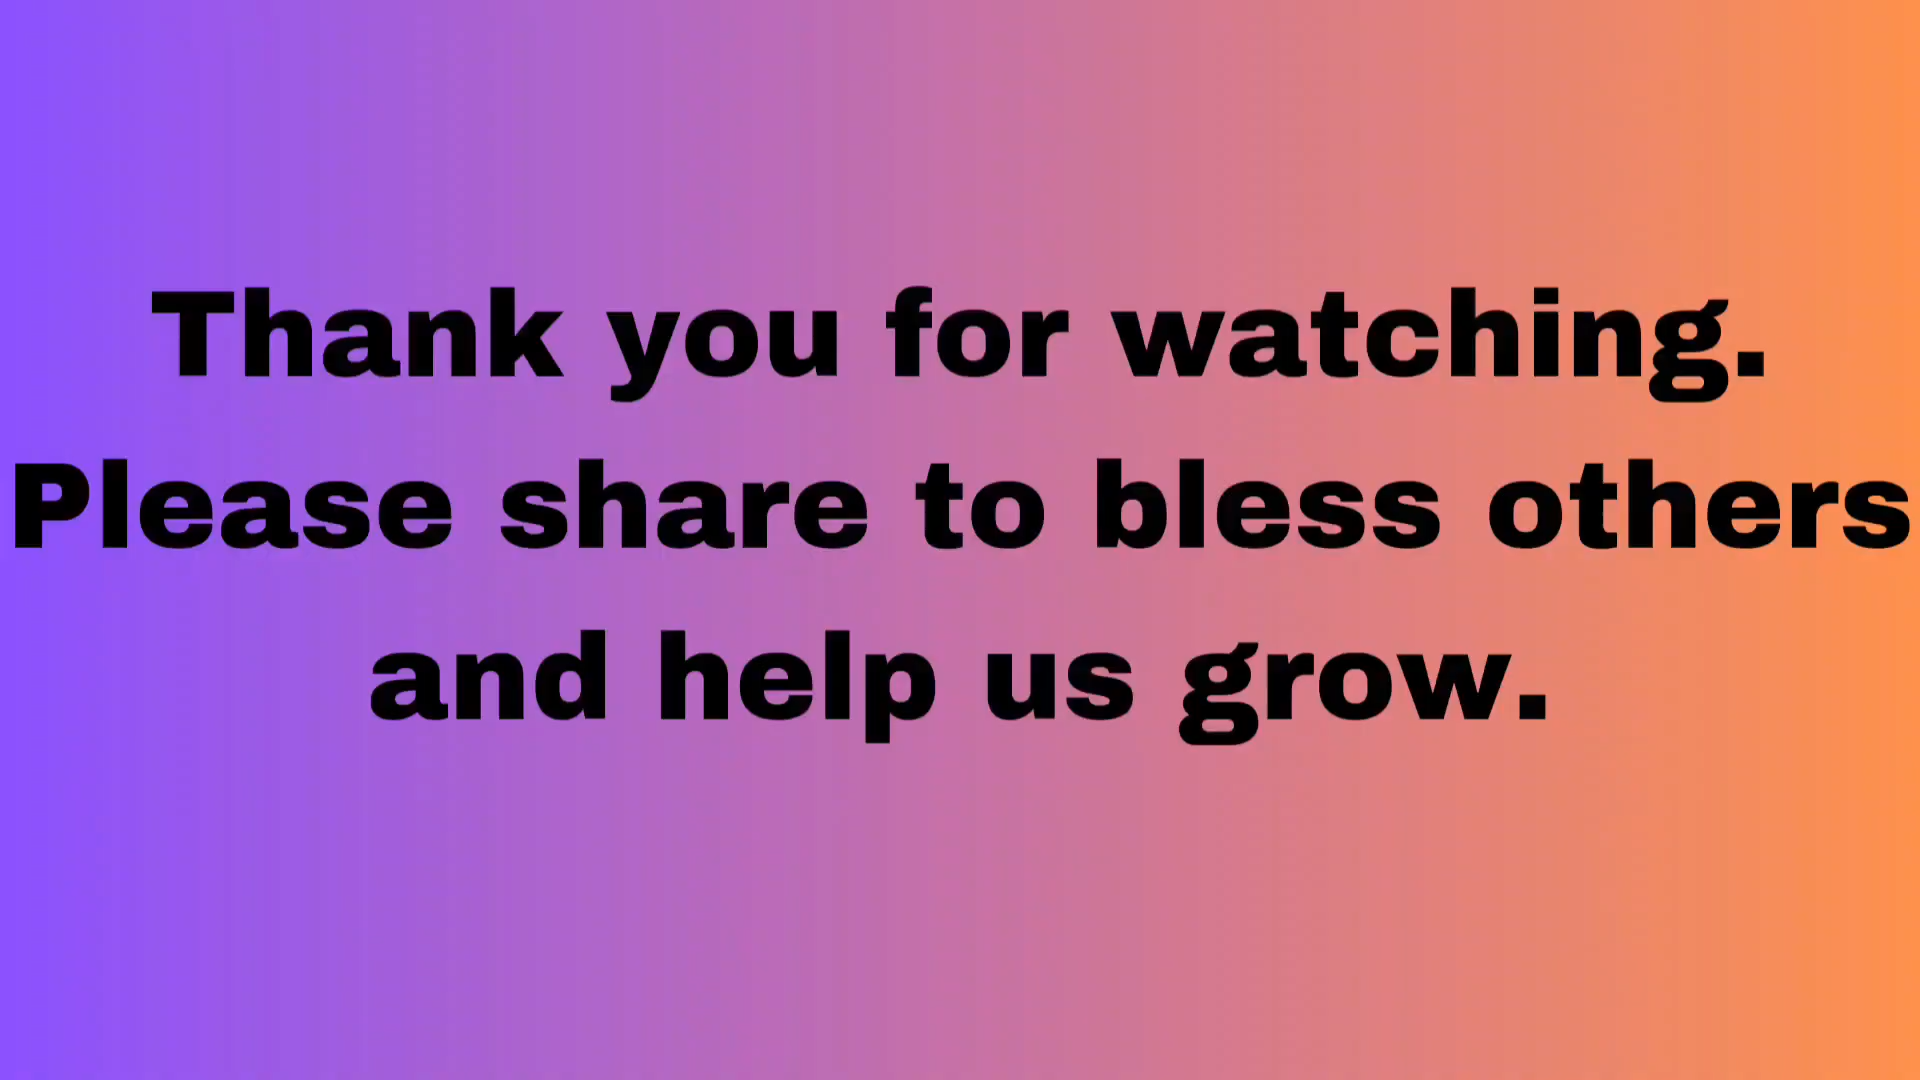 Thank you for watching.
Please share to bless others
and help us grow.